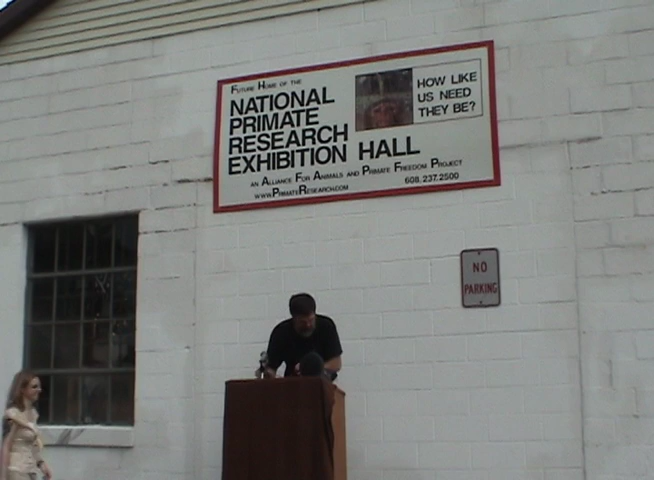 FUTURE HOME OF THE
NATIONAL
PRIMATE
RESEARCH
EXHIBITION HALL
HOW LIKE
US NEED
THEY BE?
AN ALLIANCE FOR ANIMALS AND PRIMATE FREEDOM PROJECT
WWW.PRIMATERESEARCH.COM
608.237.2500
NO
PARKING